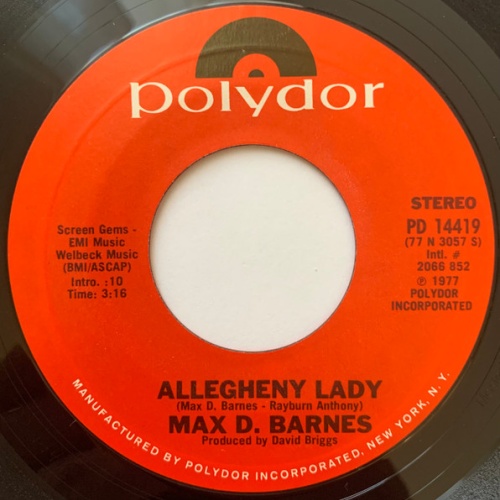 polydor
Screen Gems -
EMI Music
Welbeck Music
(BMI/ASCAP)
Intro. :10
Time: 3:16
STEREO
PD 14419
(77 N 3057 S)
Intl. #
2066 852
℗ 1977
POLYDOR
INCORPORATED
ALLEGHENY LADY
(Max D. Barnes - Rayburn Anthony)
MAX D. BARNES
Produced by David Briggs
MANUFACTURED BY POLYDOR INCORPORATED, NEW YORK, N. Y.